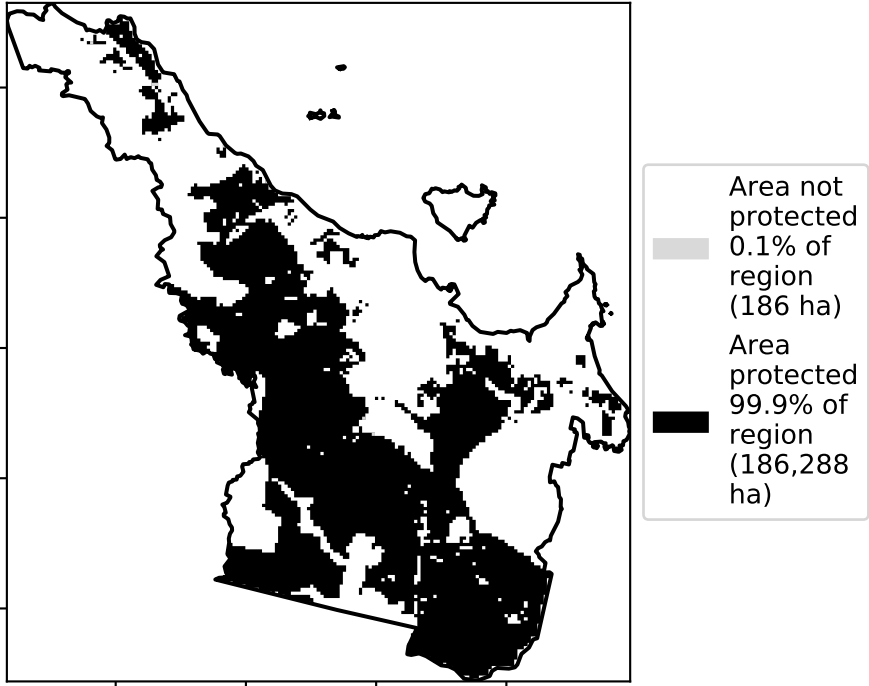 Area not
protected
0.1% of
region
(186 ha)
Area
protected
99.9% of
region
(186,288
ha)